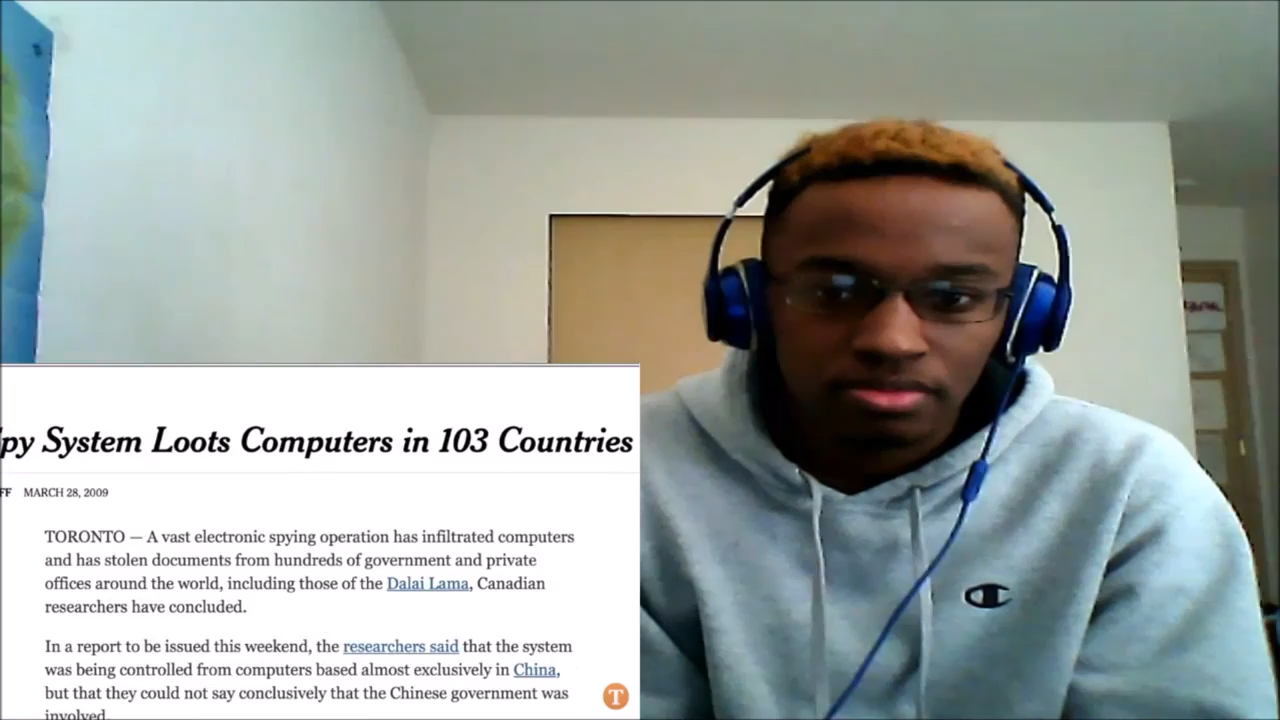 py System Loots Computers in 103 Countries
FF MARCH 28, 2009
TORONTO — A vast electronic spying operation has infiltrated computers
and has stolen documents from hundreds of government and private
offices around the world, including those of the Dalai Lama, Canadian
researchers have concluded.
In a report to be issued this weekend, the researchers said that the system
was being controlled from computers based almost exclusively in China,
but that they could not say conclusively that the Chinese government was
involved.
T